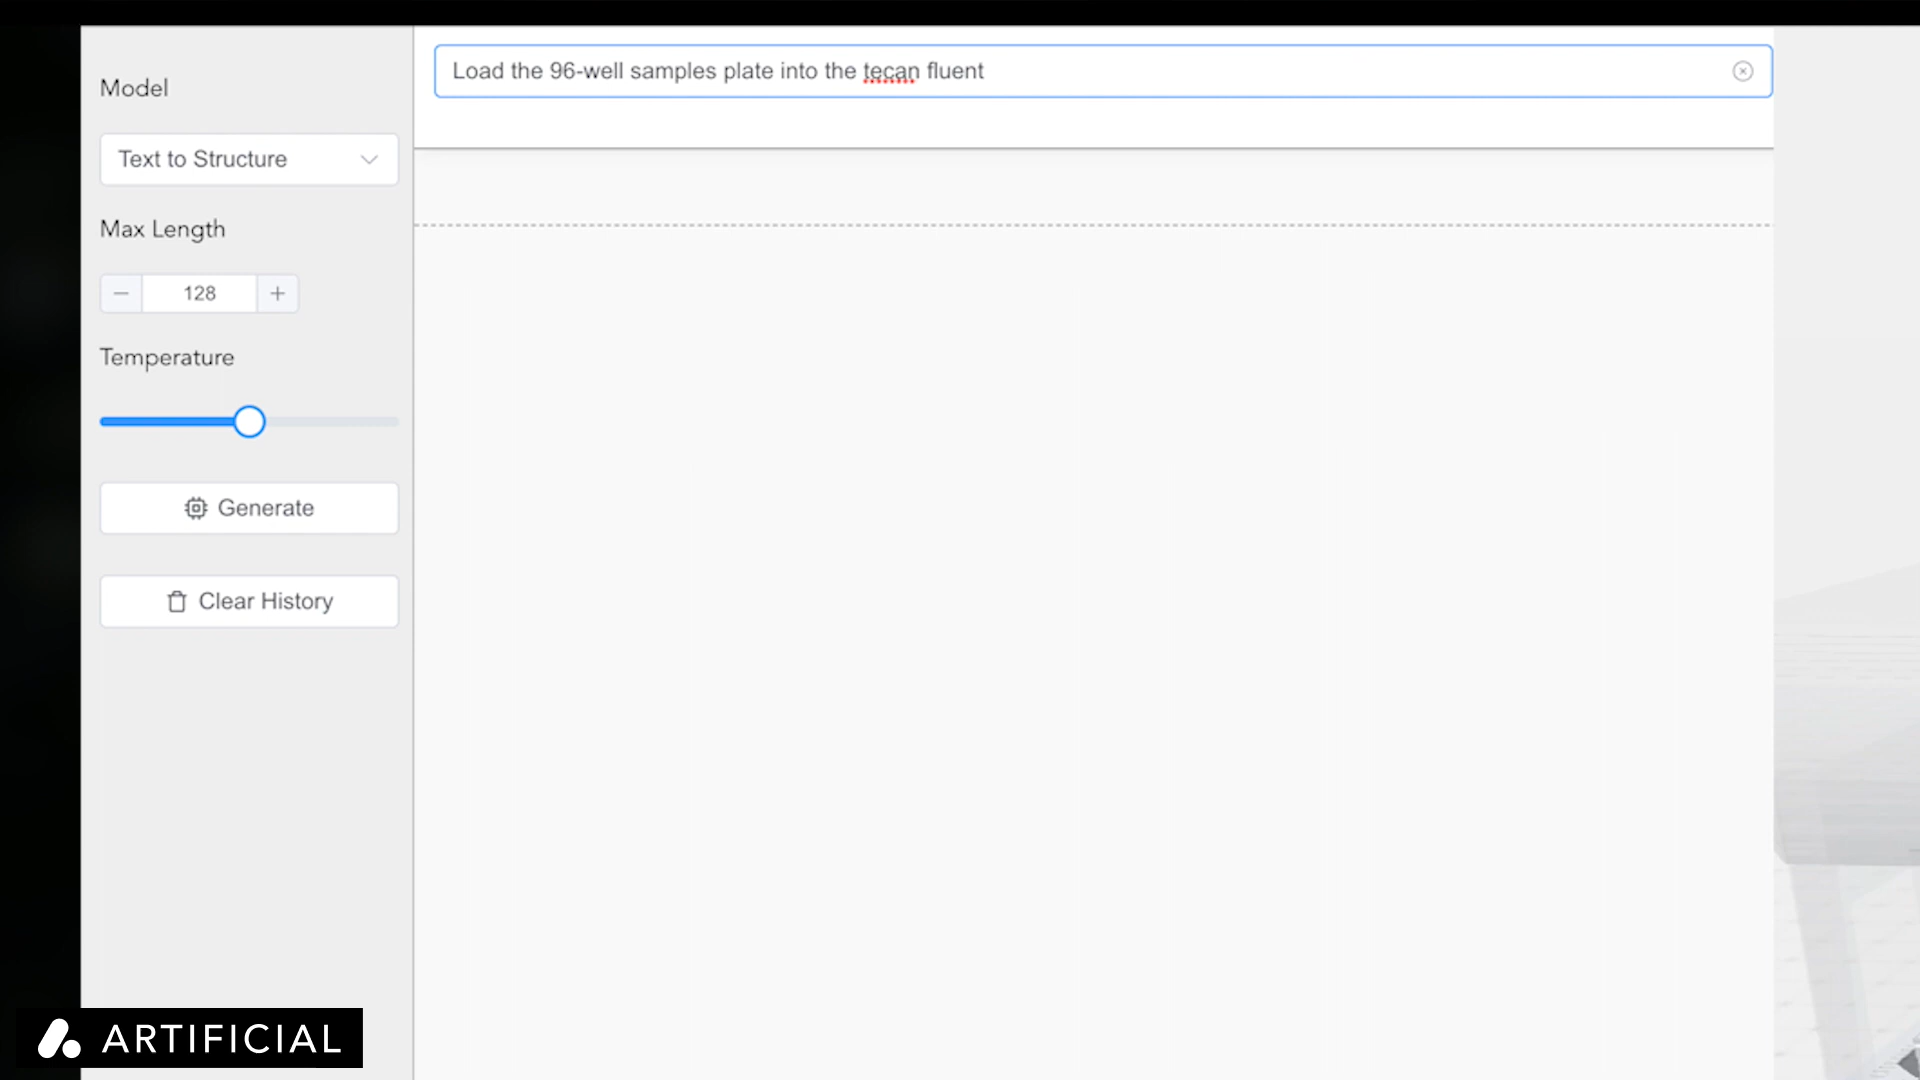 Model
Text to Structure
Max Length
128
Temperature
Generate
Clear History
Load the 96-well samples plate into the tecan fluent
ARTIFICIAL